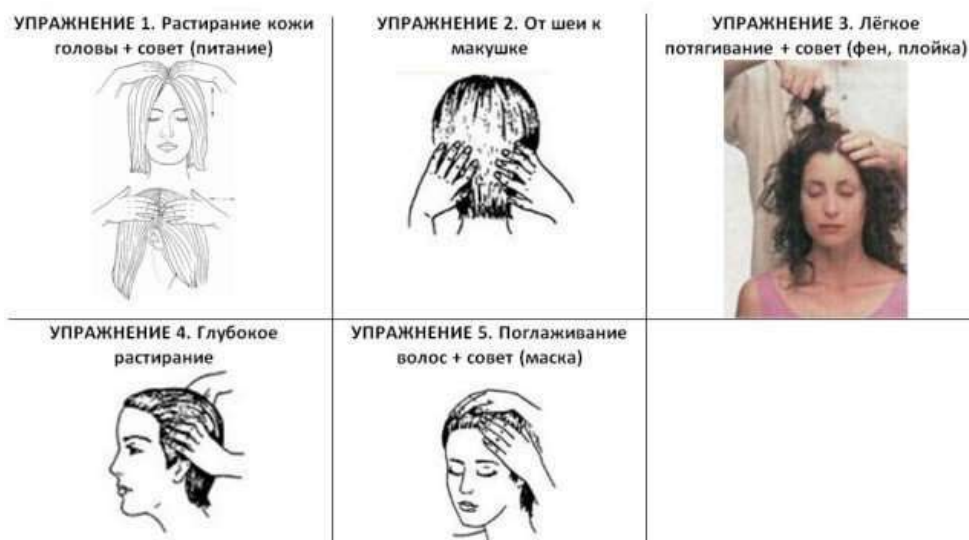 УПРАЖНЕНИЕ 1. Растирание кожи
головы + совет (питание)
УПРАЖНЕНИЕ 2. От шеи к
макушке
УПРАЖНЕНИЕ 3. Лёгкое
потягивание + совет (фен, плойка)
УПРАЖНЕНИЕ 4. Глубокое
растирание
УПРАЖНЕНИЕ 5. Поглаживание
волос + совет (маска)